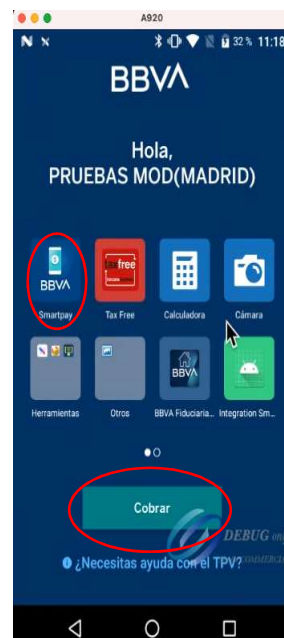 A920
32 % 11:18
BBVA
Hola,
PRUEBAS MOD(MADRID)
BBVA
tax free
Smartpay
Tax Free
Calculadora
Cámara
BBVA
Herramientas
Otros
BBVA Fiduciaria...
Integration Sm...
Cobrar
DEBUG
¿Necesitas ayuda con el TPV?